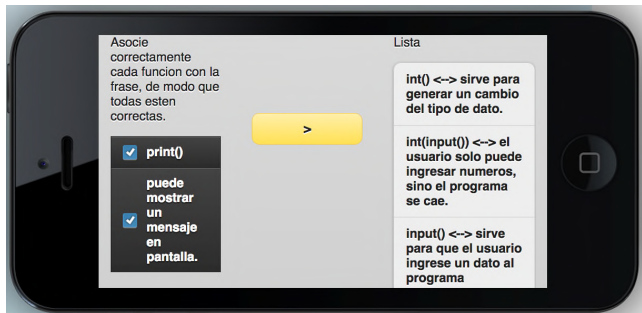 Asocie
correctamente
cada funcion con la
frase, de modo que
todas esten
correctas.
print()
puede
mostrar
un
mensaje
en
pantalla.
>
Lista
int() <--> sirve para
generar un cambio
del tipo de dato.
int(input()) <--> el
usuario solo puede
ingresar numeros,
sino el programa
se cae.
input() <--> sirve
para que el usuario
ingree un dato al
programa